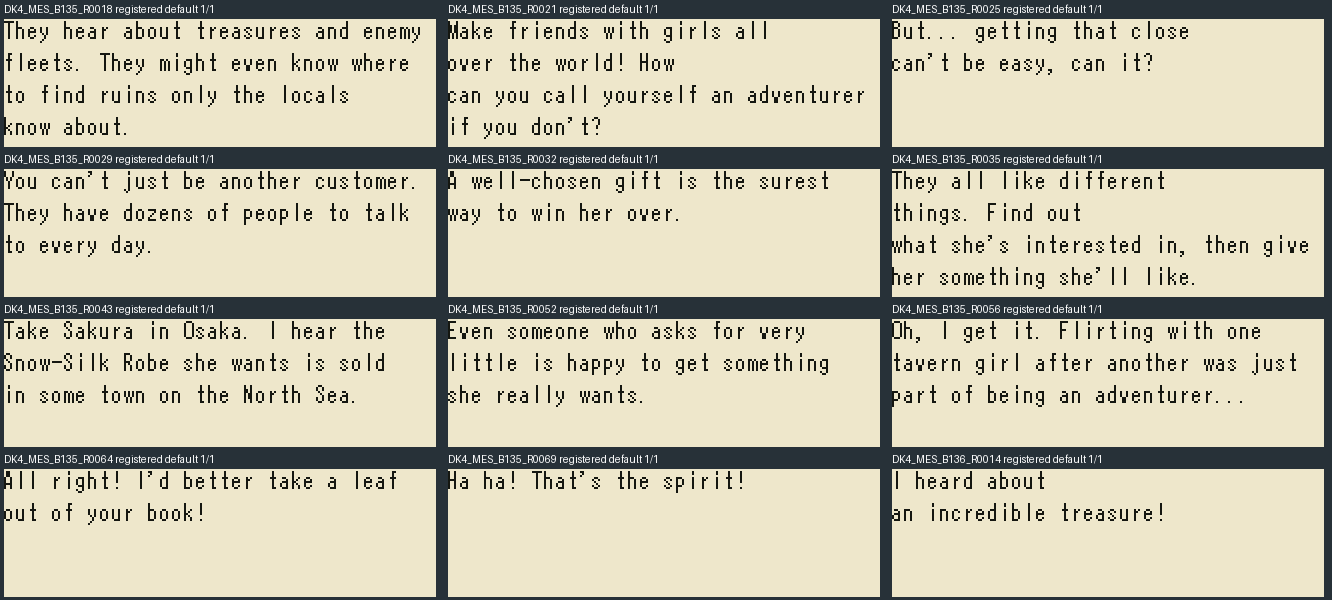 DK4_MES_B135_R0018 registered default 1/1
They hear about treasures and enemy
fleets. They might even know where
to find ruins only the locals
know about.
DK4_MES_B135_R0021 registered default 1/1
Make friends with girls all
over the world! How
can you call yourself an adventurer
if you don't?
DK4_MES_B135_R0025 registered default 1/1
But... getting that close
can't be easy, can it?
DK4_MES_B135_R0029 registered default 1/1
You can't just be another customer.
They have dozens of people to talk
to every day.
DK4_MES_B135_R0032 registered default 1/1
A well-chosen gift is the surest
way to win her over.
DK4_MES_B135_R0035 registered default 1/1
They all like different
things. Find out
what she's interested in, then give
her something she'll like.
DK4_MES_B135_R0043 registered default 1/1
Take Sakura in Osaka. I hear the
Snow-Silk Robe she wants is sold
in some town on the North Sea.
DK4_MES_B135_R0052 registered default 1/1
Even someone who asks for very
little is happy to get something
she really wants.
DK4_MES_B135_R0056 registered default 1/1
Oh, I get it. Flirting with one
tavern girl after another was just
part of being an adventurer...
DK4_MES_B135_R0064 registered default 1/1
All right! I'd better take a leaf
out of your book!
DK4_MES_B135_R0069 registered default 1/1
Ha ha! That's the spirit!
DK4_MES_B136_R0014 registered default 1/1
I heard about
an incredible treasure!